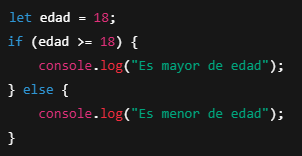 let edad = 18;
if (edad >= 18) {
    console.log("Es mayor de edad");
} else {
    console.log("Es menor de edad");
}